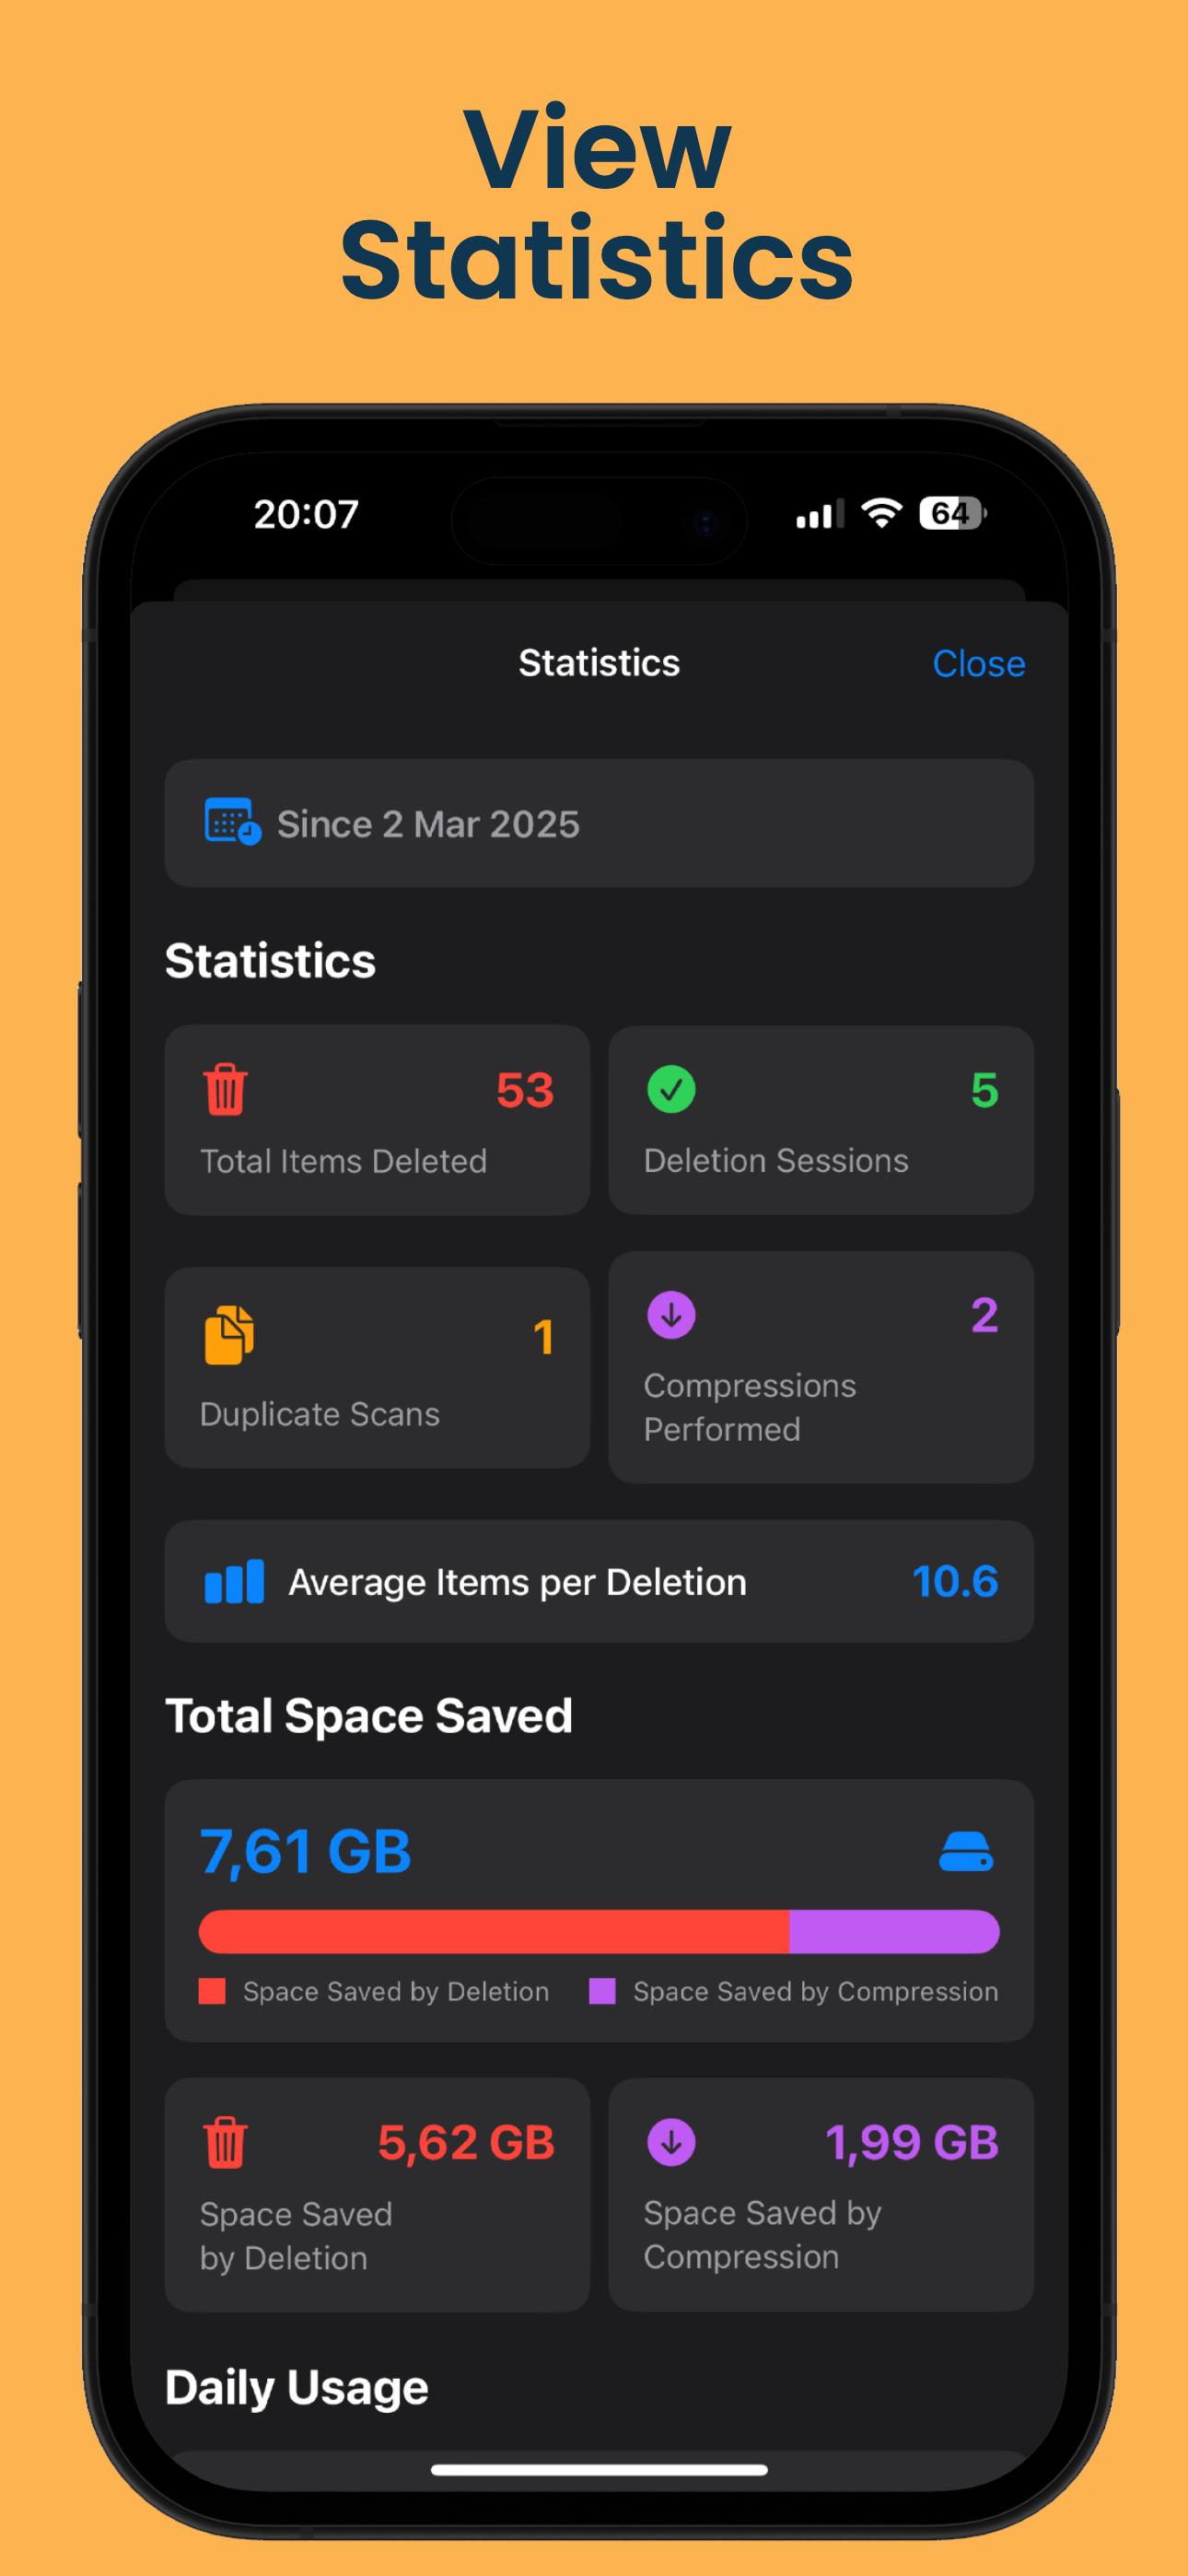 View
Statistics
20:07
64
Statistics
Close
Since 2 Mar 2025
Statistics
53
Total Items Deleted
5
Deletion Sessions
1
Duplicate Scans
2
Compressions
Performed
Average Items per Deletion
10.6
Total Space Saved
7,61 GB
Space Saved by Deletion
Space Saved by Compression
5,62 GB
Space Saved
by Deletion
1,99 GB
Space Saved by
Compression
Daily Usage